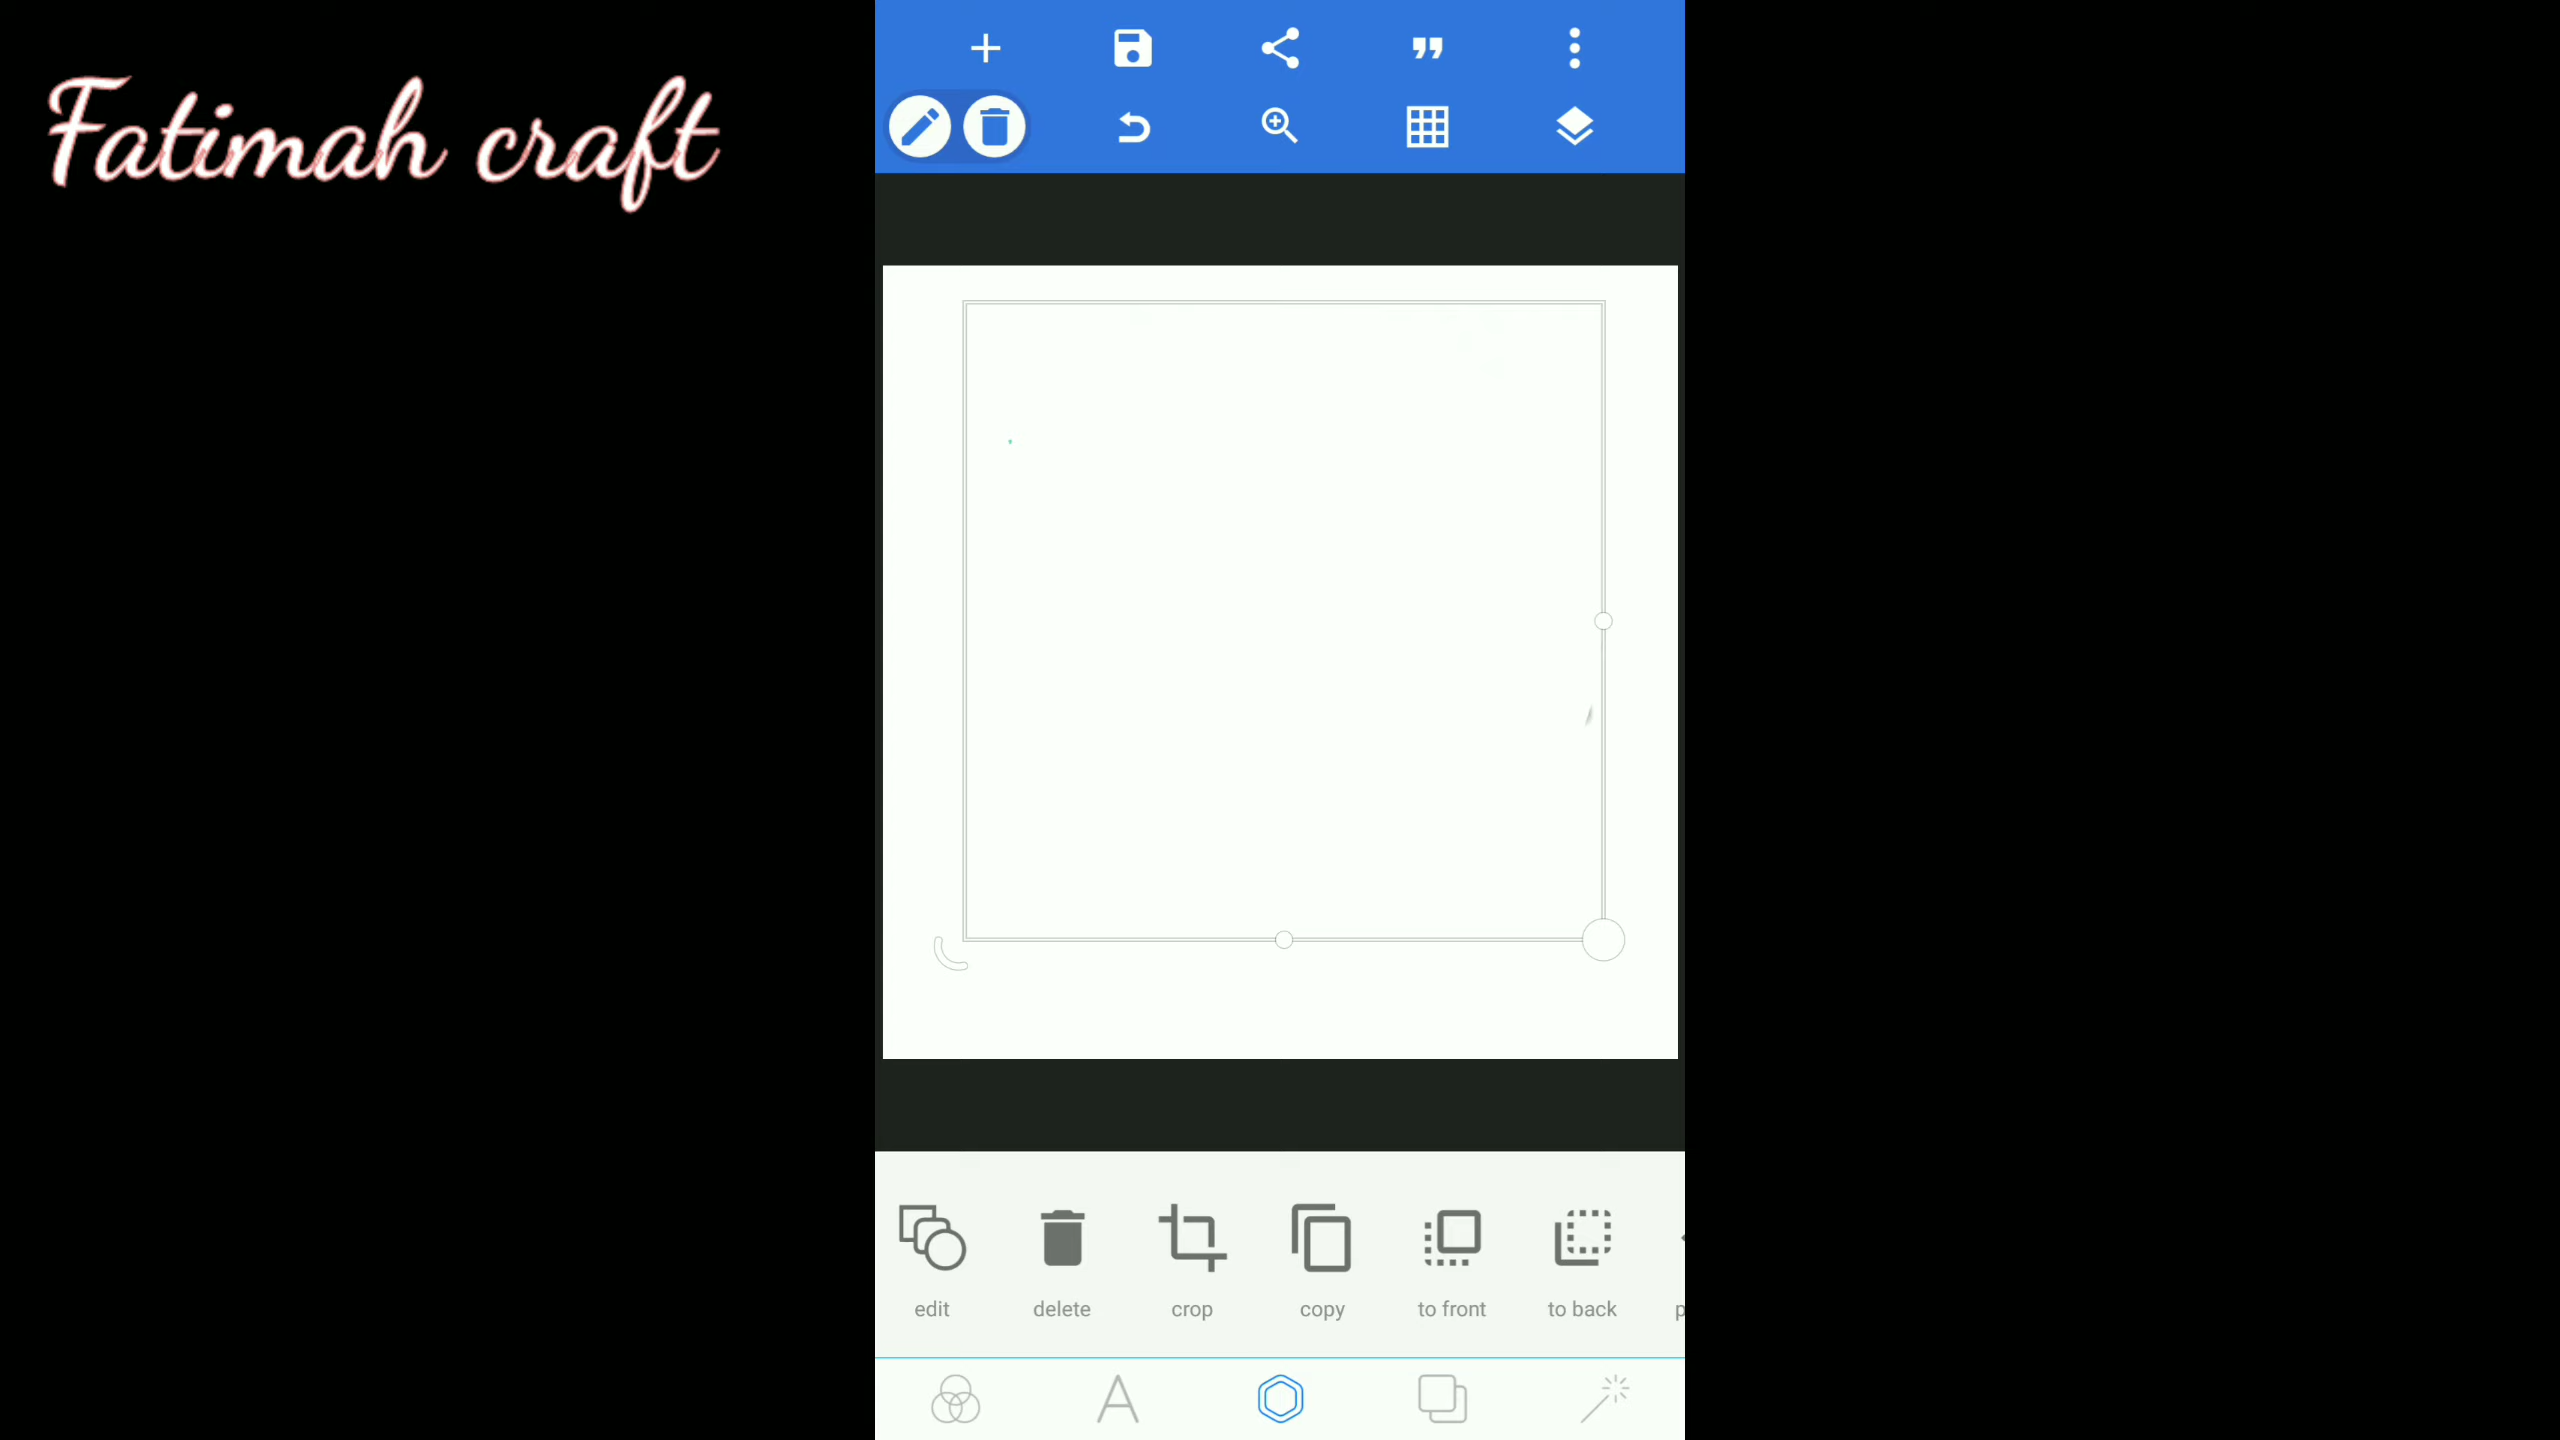 Fatimah craft
edit
delete
crop
copy
to front
to back
p